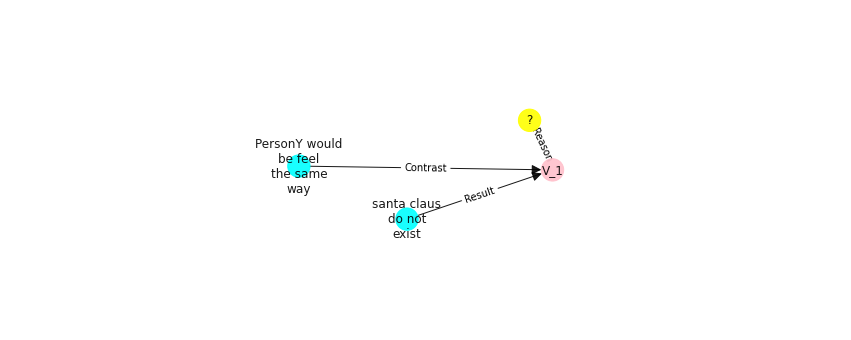 ?
Reason
PersonY would
be feel
the same
way
Contrast
V_1
Result
santa claus
do not
exist